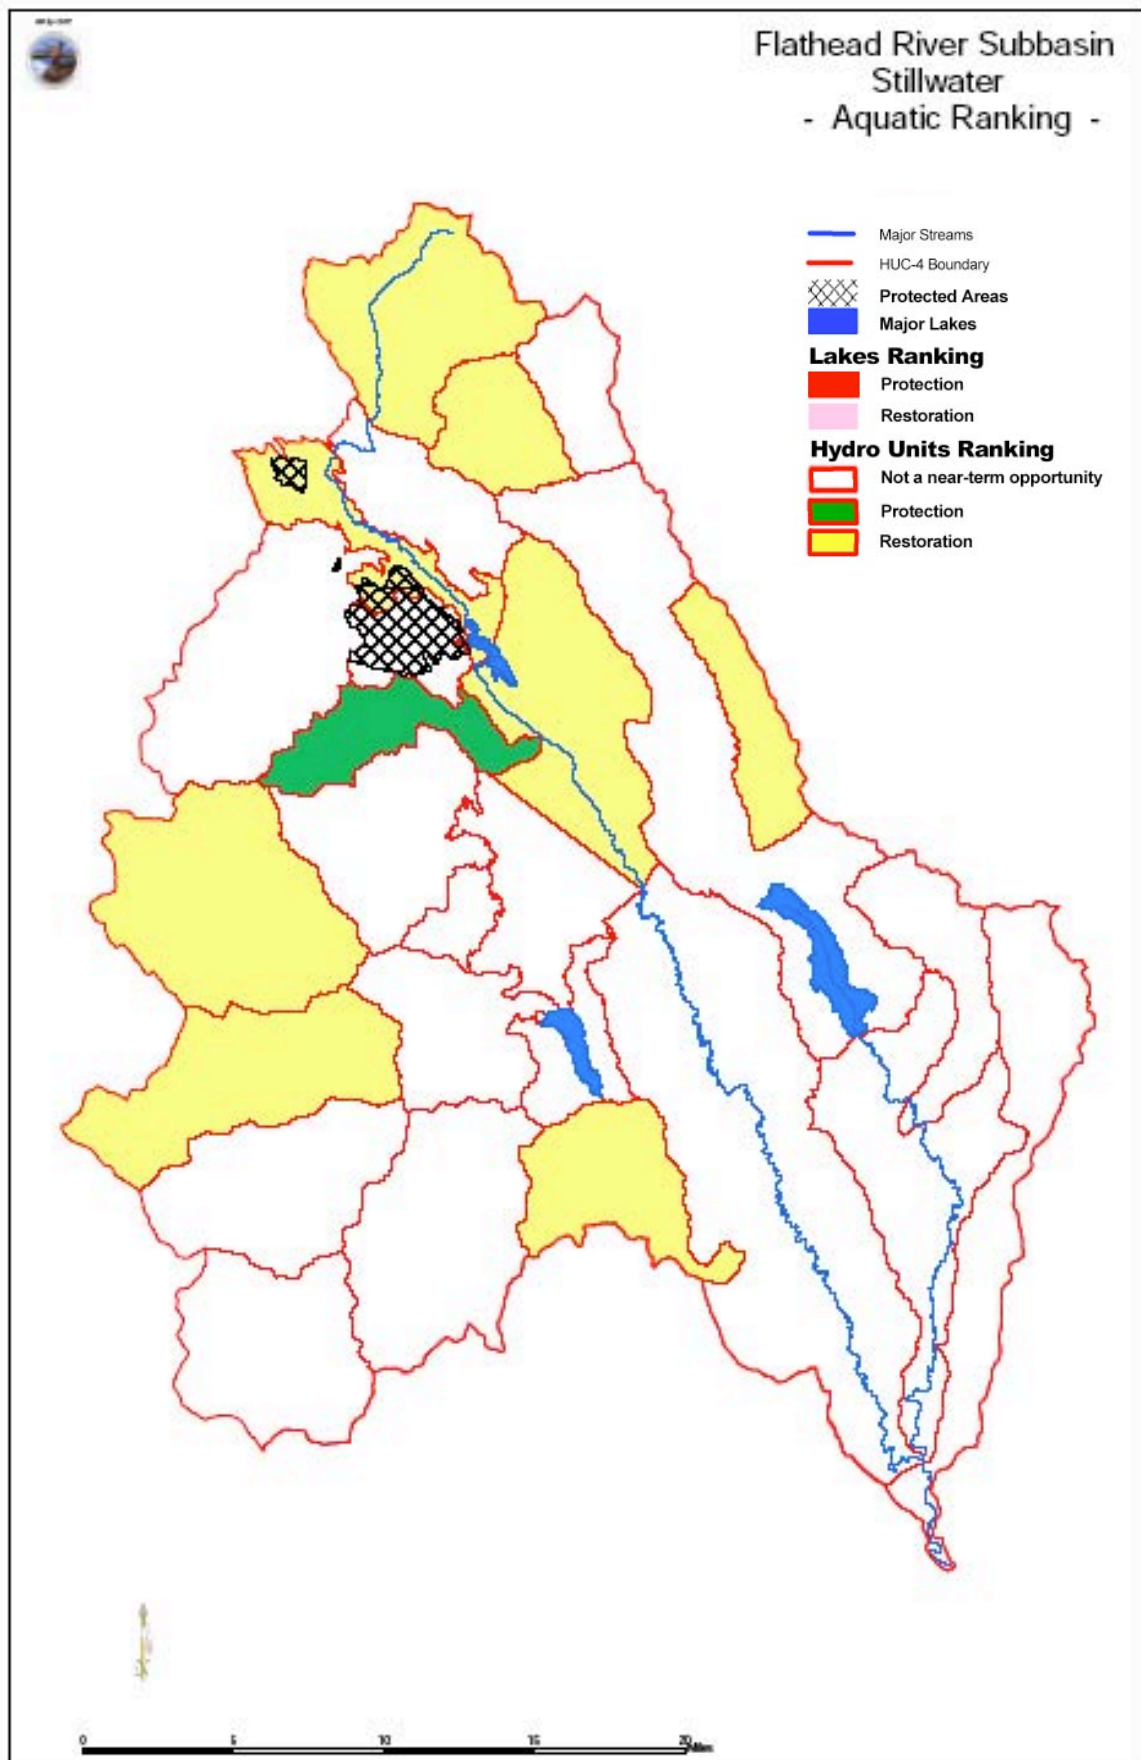 Flathead River Subbasin
Stillwater
- Aquatic Ranking -
Major Streams
HUC-4 Boundary
Protected Areas
Major Lakes
Lakes Ranking
Protection
Restoration
Hydro Units Ranking
Not a near-term opportunity
Protection
Restoration
0 5 10 15 20 Miles